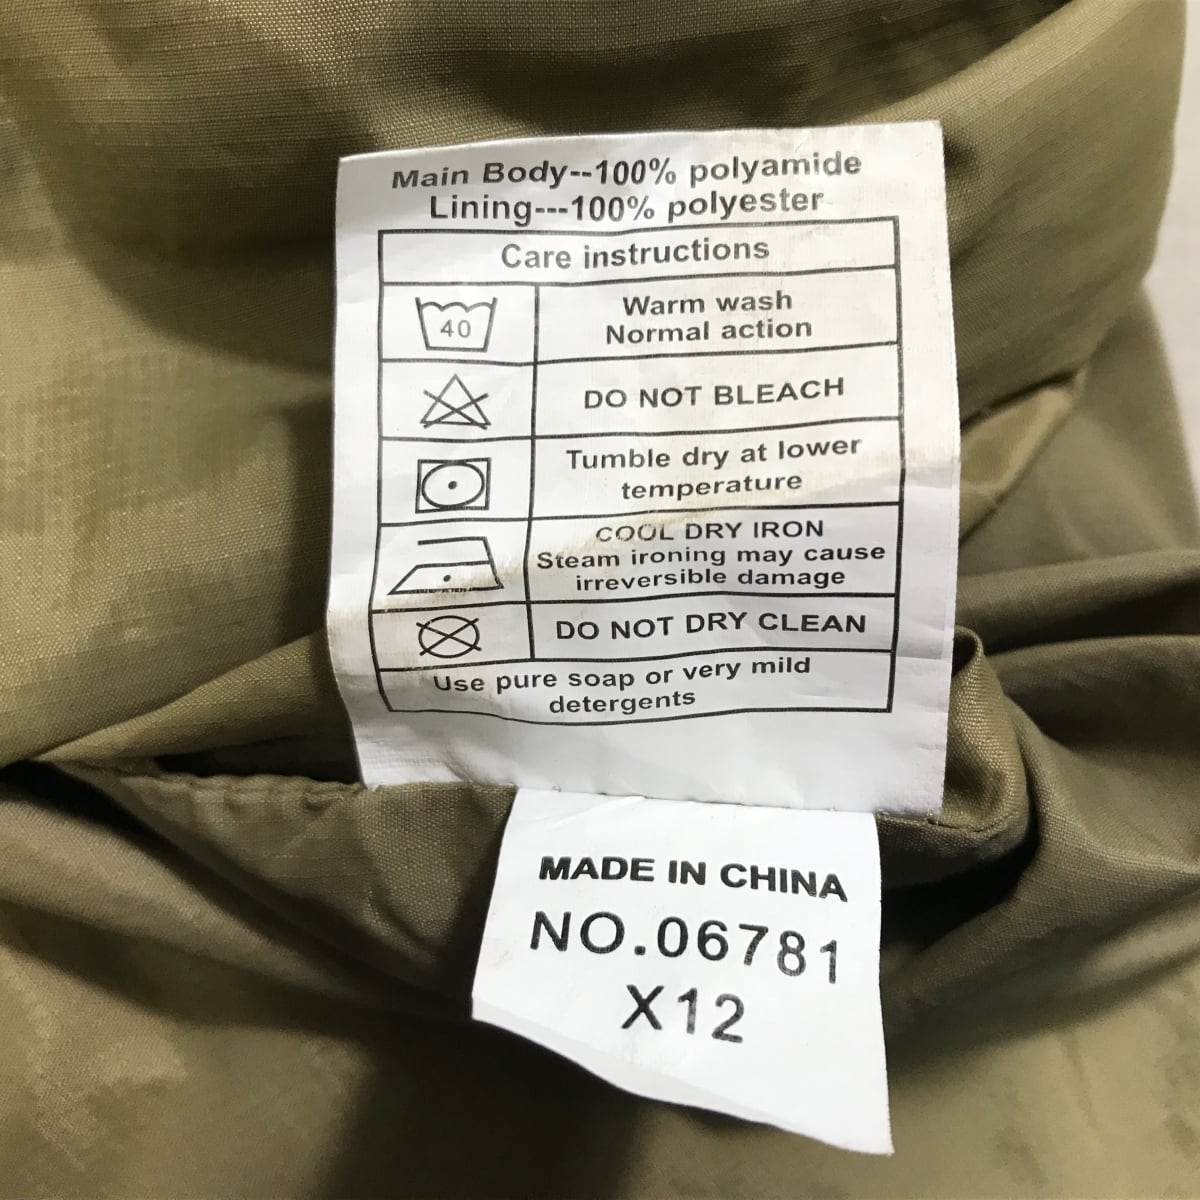 Main Body--100% polyamide
Lining---100% polyester
Care instructions
40
Warm wash
Normal action
DO NOT BLEACH
Tumble dry at lower
temperature
COOL DRY IRON
Steam ironing may cause
irreversible damage
DO NOT DRY CLEAN
Use pure soap or very mild
detergents
MADE IN CHINA
NO.06781
X12